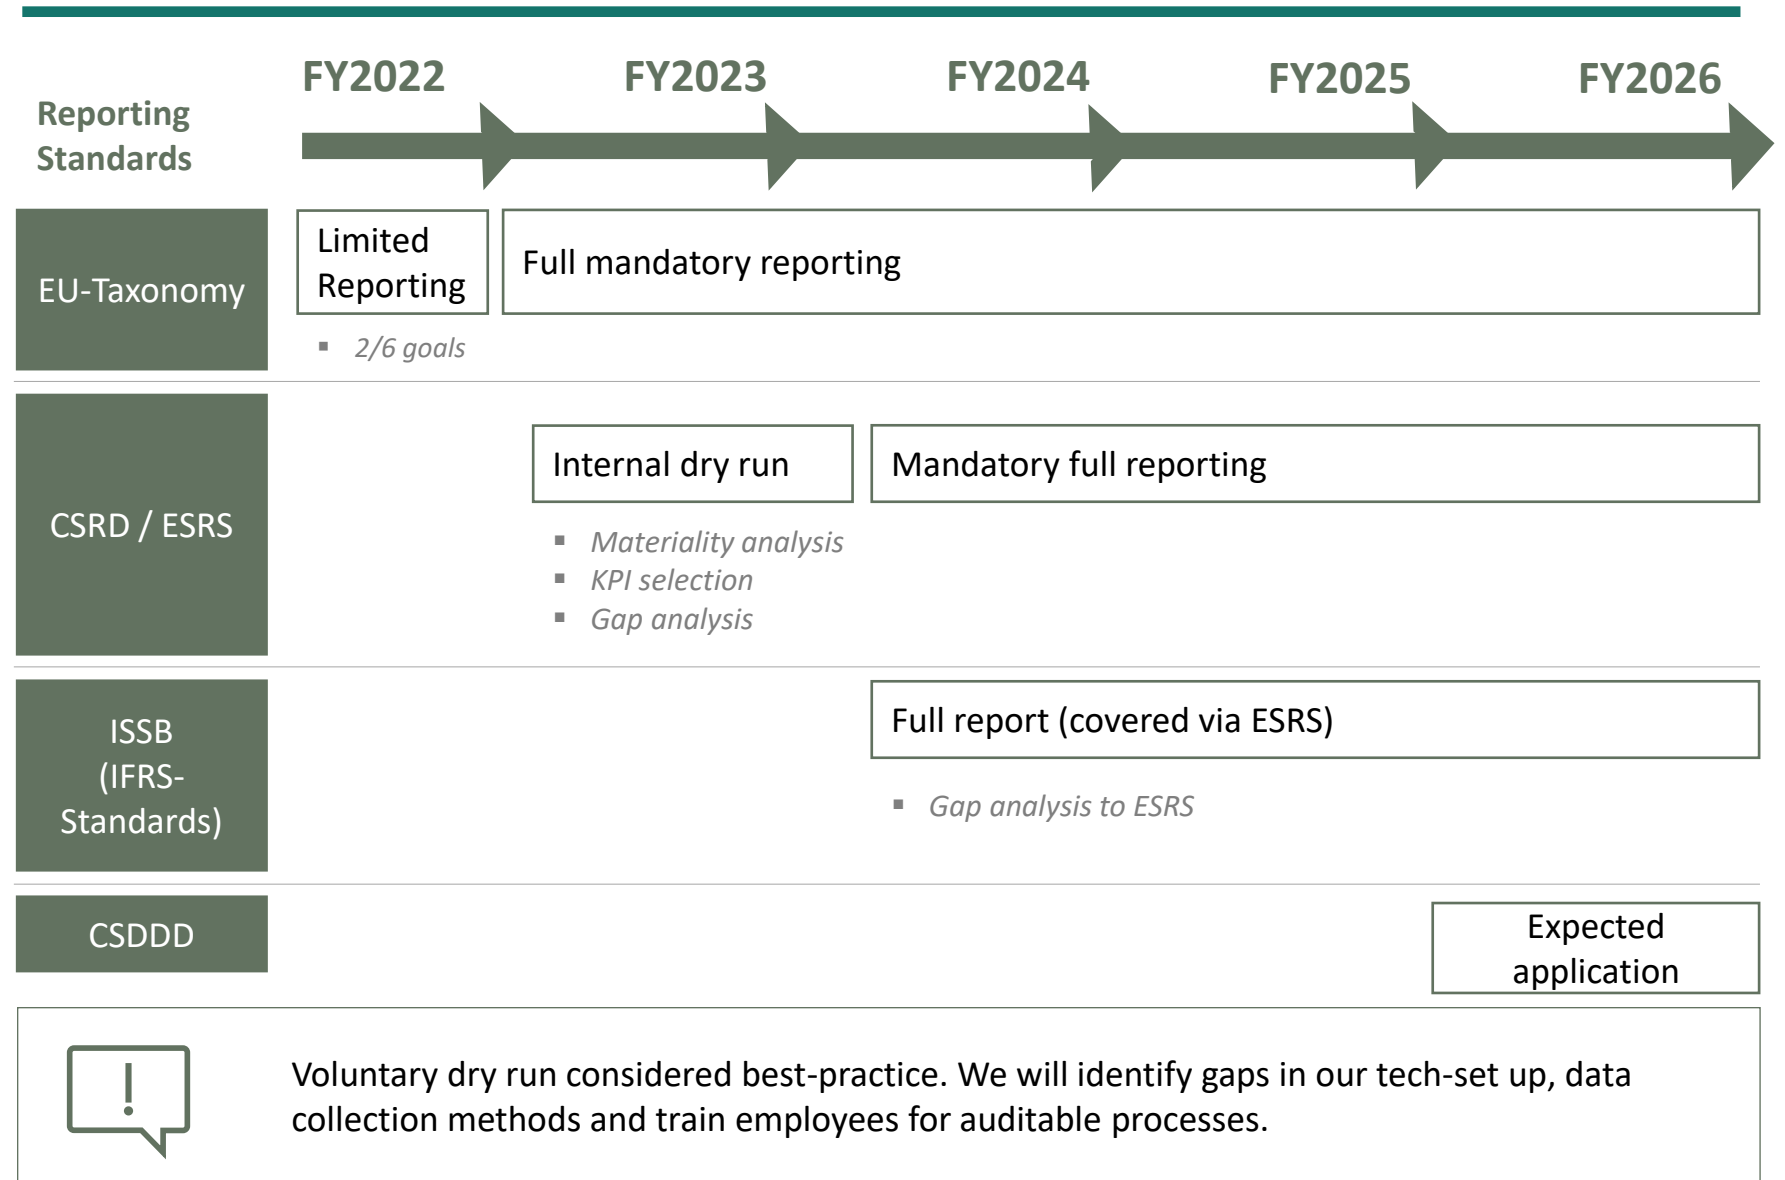 FY2022 FY2023 FY2024 FY2025 FY2026
Reporting
Standards
EU-Taxonomy
Limited
Reporting
Full mandatory reporting
▪ 2/6 goals
CSRD / ESRS
Internal dry run
Mandatory full reporting
▪ Materiality analysis
▪ KPI selection
▪ Gap analysis
ISSB
(IFRS-
Standards)
Full report (covered via ESRS)
▪ Gap analysis to ESRS
CSDDD
Expected
application
!
Voluntary dry run considered best-practice. We will identify gaps in our tech-set up, data
collection methods and train employees for auditable processes.